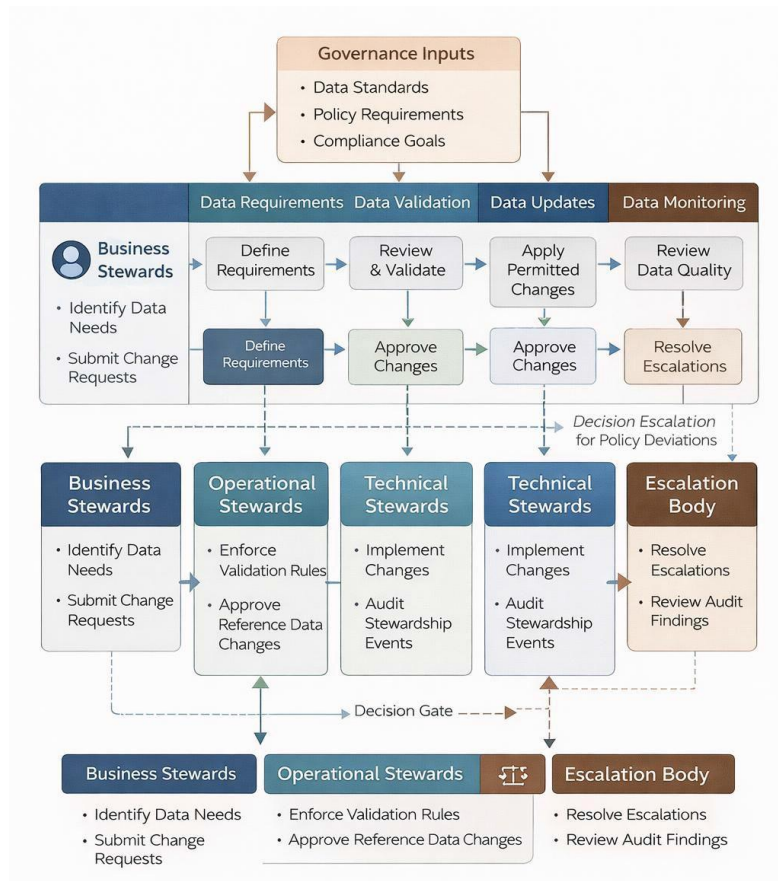 Governance Inputs
• Data Standards
• Policy Requirements
• Compliance Goals
Data Requirements
Data Validation
Data Updates
Data Monitoring
Business
Stewards
• Identify Data
Needs
• Submit Change
Requests
Define
Requirements
Review
& Validate
Apply
Permitted
Changes
Review
Data Quality
Define
Requirements
Approve
Changes
Approve
Changes
Resolve
Escalations
Decision Escalation
for Policy Deviations
Business
Stewards
• Identify Data
Needs
• Submit Change
Requests
Operational
Stewards
• Enforce
Validation Rules
• Approve
Reference Data
Changes
Technical
Stewards
• Implement
Changes
• Audit
Stewardship
Events
Technical
Stewards
• Implement
Changes
• Audit
Stewardship
Events
Escalation
Body
• Resolve
Escalations
• Review Audit
Findings
Decision Gate
Business Stewards
• Identify Data Needs
• Submit Change
Requests
Operational Stewards
• Enforce Validation Rules
• Approve Reference Data Changes
Escalation Body
• Resolve Escalations
• Review Audit Findings